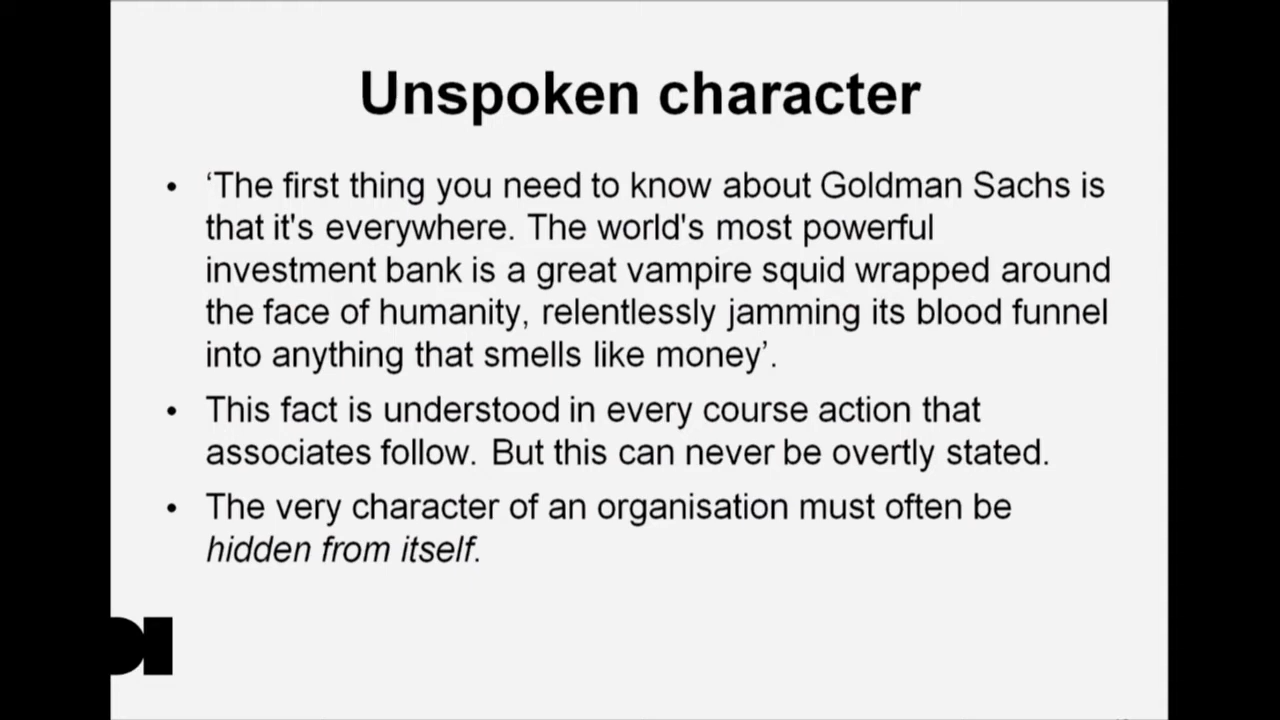 Unspoken character
• ‘The first thing you need to know about Goldman Sachs is
that it's everywhere. The world's most powerful
investment bank is a great vampire squid wrapped around
the face of humanity, relentlessly jamming its blood funnel
into anything that smells like money’.
• This fact is understood in every course action that
associates follow. But this can never be overtly stated.
• The very character of an organisation must often be
hidden from itself.